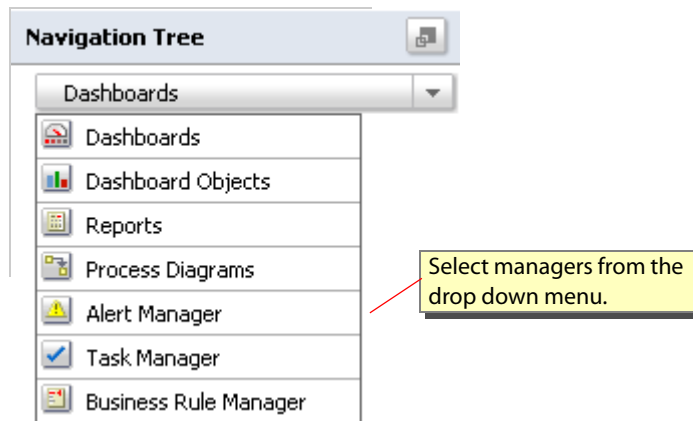 Navigation Tree
Dashboards
Dashboards
Dashboard Objects
Reports
Process Diagrams
Alert Manager
Task Manager
Business Rule Manager
Select managers from the
drop down menu.